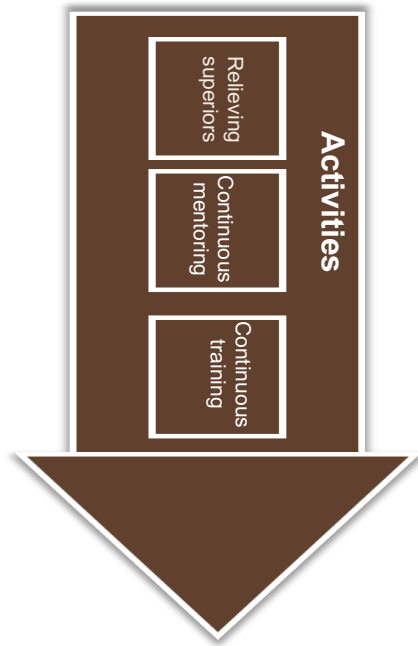 Activities
Relieving
superiors
Continuous
mentoring
Continuous
training